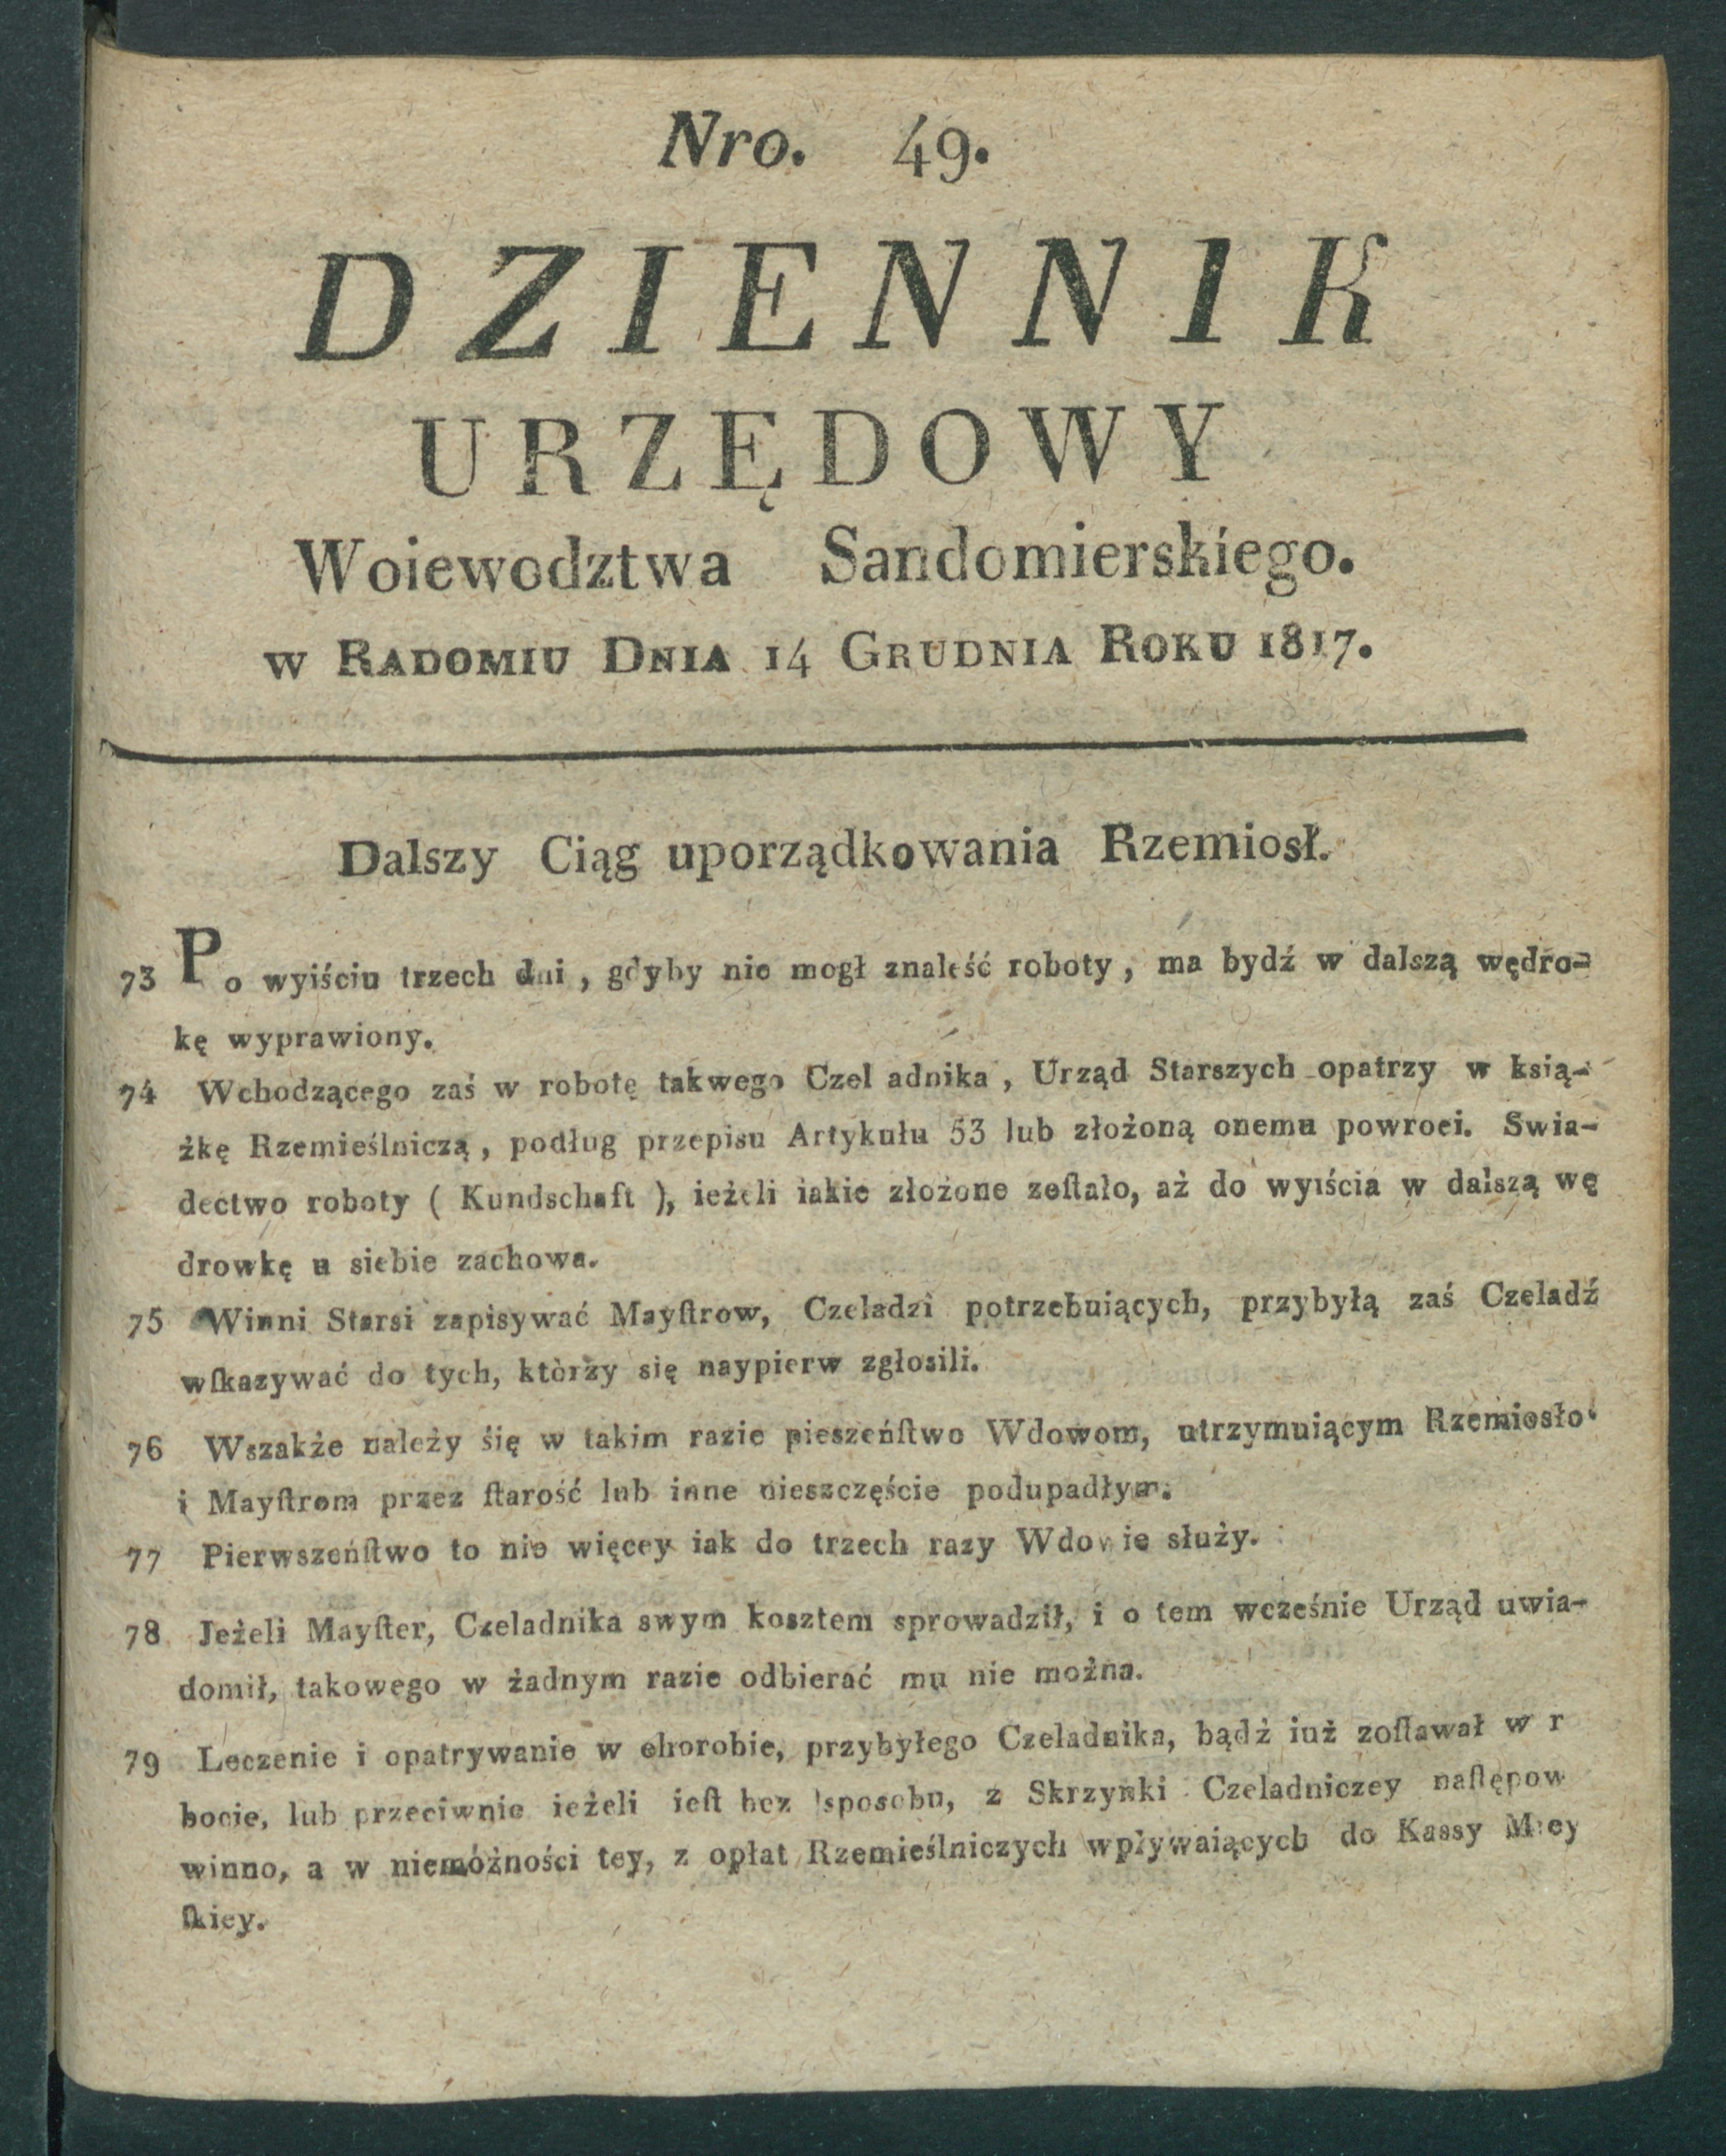 Nro. 49.
DZIENNIK
URZĘDOWY
Woiewodztwa Sandomierskiego.
w Radomiu Dnia 14 Grudnia Roku 1817.
Dalszy Ciąg uporządkowania Rzemiosł.
73 Po wyiściu trzech dni, gdyby nie mogł znaleść roboty, ma bydź w dalszą wędro-
kę wyprawiony.
74 Wchodzącego zaś w robotę takwego Czel adnika, Urząd Starszych opatrzy w ksią-
żkę Rzemieślniczą, podług przepisu Artykułu 53 lub złożoną onemu powroci. Swia-
dectwo roboty ( Kundschaft ), ieżeli iakie złożone zeſtało, aż do wyiścia w dalszą wę
drowkę u siebie zachowa.
75 Winni Starsi zapisywać Mayſtrow, Czeladzi potrzebuiących, przybyłą zaś Czeladź
wſkazywać do tych, którzy się naypierw zgłosili.
76 Wszakże należy śię w takim razie pieszeńſtwo Wdowom, utrzymuiącym Rzemiosło
i Mayſtrom przez ſtarość lub inne nieszczęście podupadłym.
77 Pierwszeńſtwo to nie więcey iak do trzech razy Wdowie służy.
78 Jeżeli Mayſter, Czeladnika swym kosztem sprowadził, i o tem wcześnie Urząd uwia-
domił, takowego w żadnym razie odbierać mu nie można.
79 Leczenie i opatrywanie w chorobie, przybyłego Czeladnika, bądź iuż zoſtawał w r
bocie, lub przeciwnie ieżeli ieſt bez sposobu, z Skrzynki Czeladniczey naſtępow
winno, a w niemóżności tey, z opłat Rzemieślniczych wpływaiących do Kassy
ſkiey.